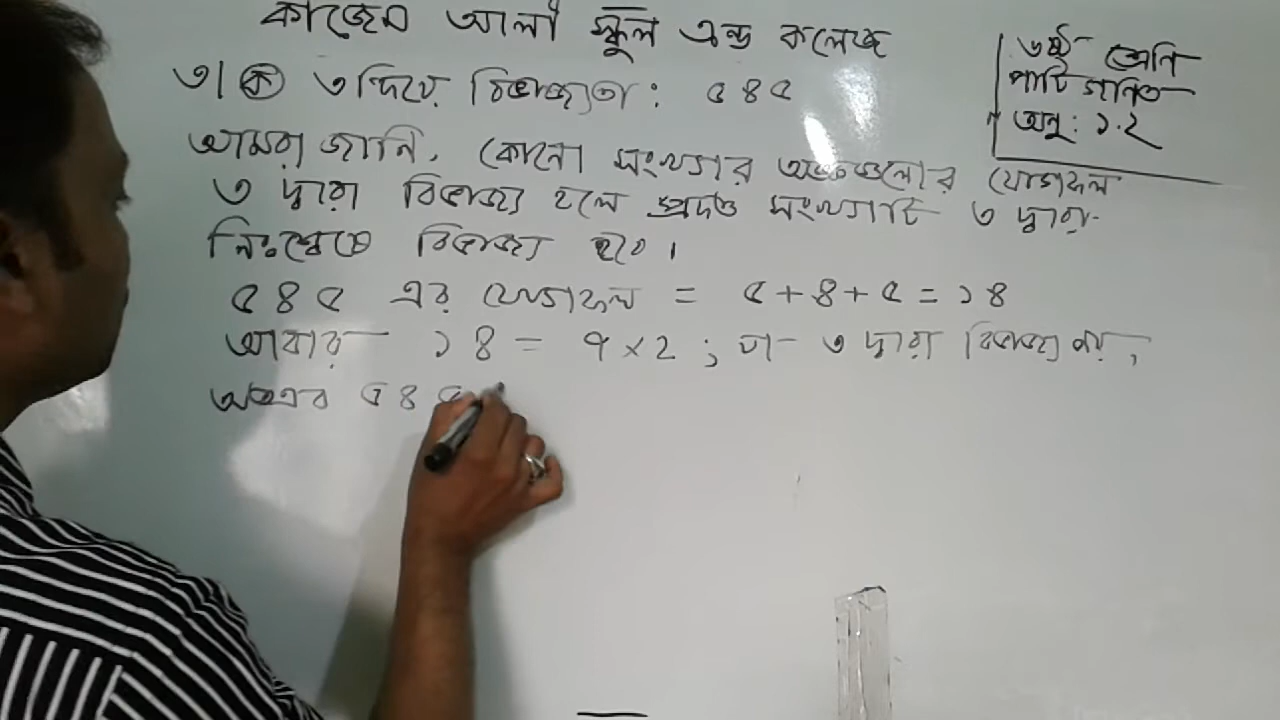 কাজেম আলী স্কুল এন্ড কলেজ
৬ষ্ঠ শ্রেনি
পাটি গনিত
অনু: ১.২
৩। ক ৩ দিয়ে বিভাজ্যতা: ৫৪৫
আমরা জানি, কোনো সংখ্যার অঙ্কগুলোর যোগফল
৩ দ্বারা বিভাজ্য হলে প্রদত্ত সংখ্যাটি ৩ দ্বারা
নিঃশেষে বিভাজ্য হবে।
৫৪৫ এর যোগফল = ৫+৪+৫=১৪
আবার ১৪ = ৭×২; যা ৩ দ্বারা বিভাজ্য নয়,
অতএব ৫৪৫